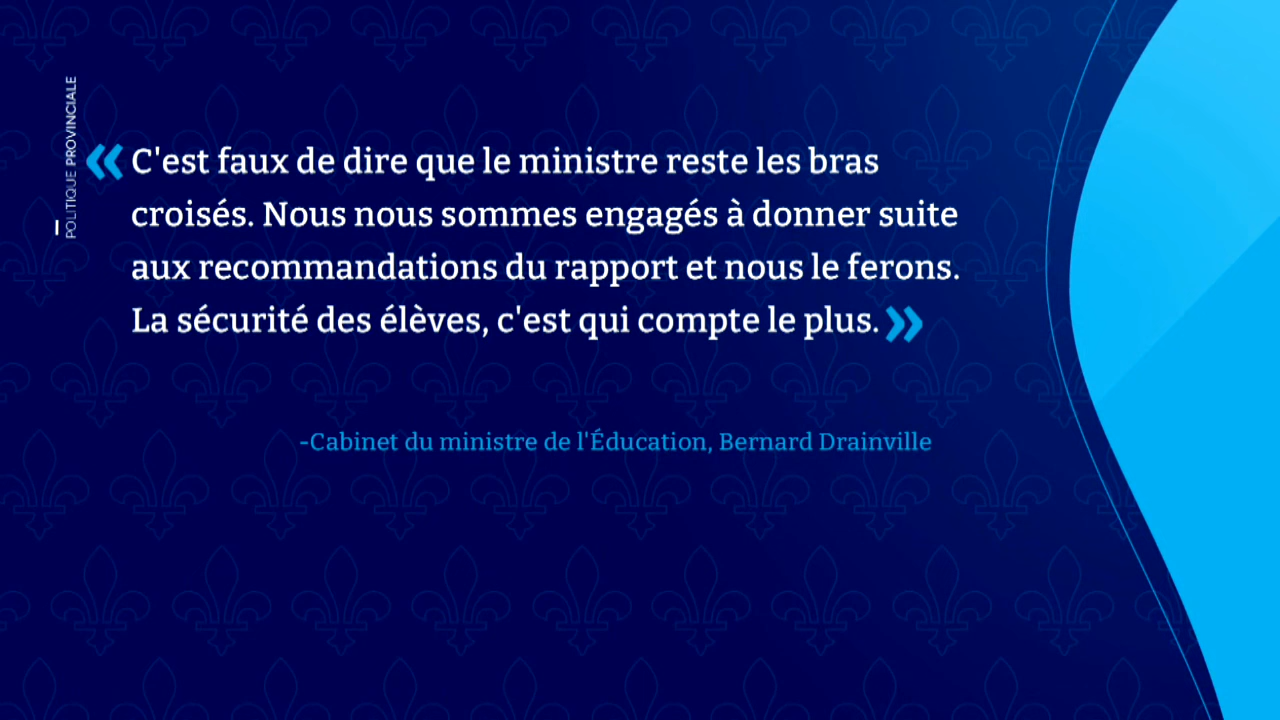 POLITIQUE PROVINCIALE
« C'est faux de dire que le ministre reste les bras
croisés. Nous nous sommes engagés à donner suite
aux recommandations du rapport et nous le ferons.
La sécurité des élèves, c'est qui compte le plus. »
-Cabinet du ministre de l'Éducation, Bernard Drainville